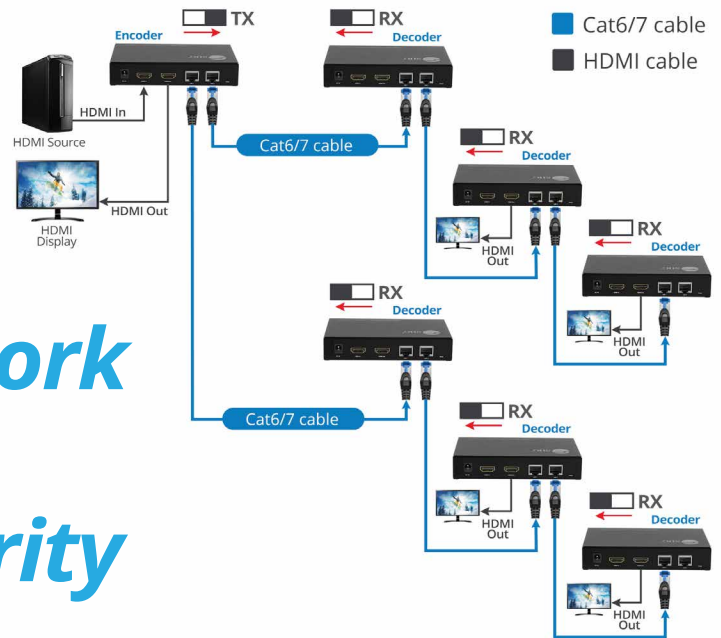 TX
Encoder
RX
Decoder
Cat6/7 cable
HDMI cable
HDMI In
HDMI Source
Cat6/7 cable
HDMI Out
HDMI
Display
RX
Decoder
HDMI
Out
RX
Decoder
HDMI
Out
RX
Decoder
ork
Cat6/7 cable
RX
Decoder
HDMI
Out
rity
RX
Decoder
HDMI
Out